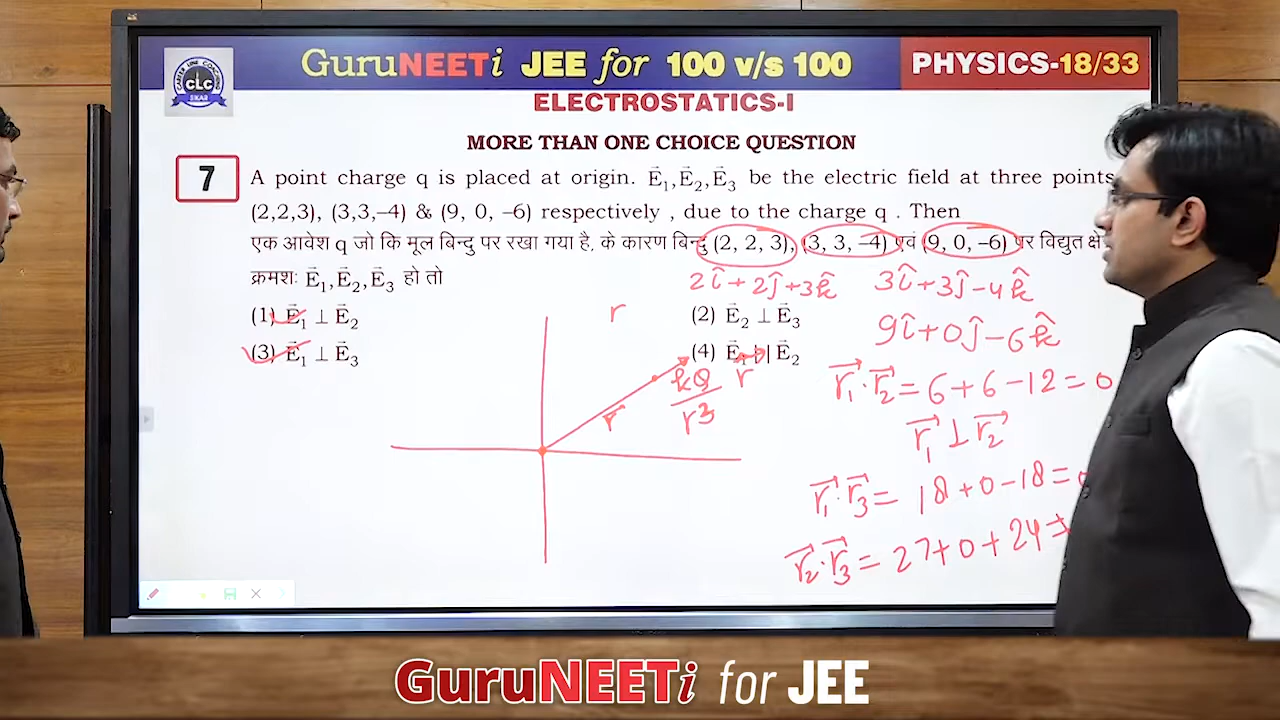 GuruNEETi JEE for 100 v/s 100
PHYSICS-18/33
CLC
SIKAR
ELECTROSTATICS-I
MORE THAN ONE CHOICE QUESTION
7
A point charge q is placed at origin. E⃗₁,E⃗₂,E⃗₃ be the electric field at three points
(2,2,3), (3,3,–4) & (9, 0, –6) respectively , due to the charge q . Then
एक आवेश q जो कि मूल बिन्दु पर रखा गया है, के कारण बिन्दु (2, 2, 3), (3, 3, –4) एवं (9, 0, –6) पर विद्युत क्षे
क्रमशः E⃗₁,E⃗₂,E⃗₃ हो तो
2î + 2ĵ + 3k̂
3î + 3ĵ - 4k̂
(1) E⃗₁ ⊥ E⃗₂
r
(2) E⃗₂ ⊥ E⃗₃
9î + 0ĵ - 6k̂
(3) E⃗₁ ⊥ E⃗₃
(4) E⃗₁ || E⃗₂
kQ/r³ r⃗
r
r⃗₁·r⃗₂ = 6 + 6 - 12 = 0
r⃗₁ ⊥ r⃗₂
r⃗₁·r⃗₃ = 18 + 0 - 18 = 0
r⃗₂·r⃗₃ = 27 + 0 + 24 ≠
GuruNEETi for JEE